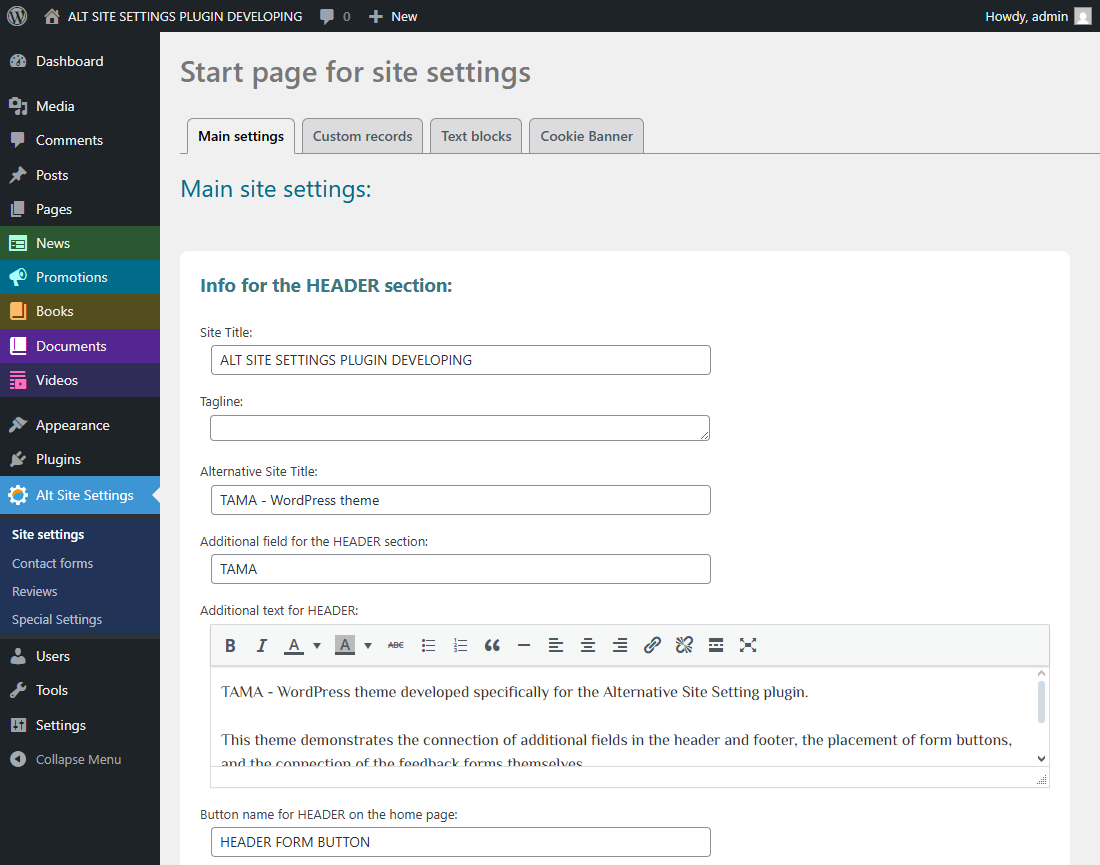 ALT SITE SETTINGS PLUGIN DEVELOPING 0 New Howdy, admin
Dashboard
Media
Comments
Posts
Pages
News
Promotions
Books
Documents
Videos
Appearance
Plugins
Alt Site Settings
Site settings
Contact forms
Reviews
Special Settings
Users
Tools
Settings
Collapse Menu
Start page for site settings
Main settings Custom records Text blocks Cookie Banner
Main site settings:
Info for the HEADER section:
Site Title:
ALT SITE SETTINGS PLUGIN DEVELOPING
Tagline:
Alternative Site Title:
TAMA - WordPress theme
Additional field for the HEADER section:
TAMA
Additional text for HEADER:
B I A A ABC
TAMA - WordPress theme developed specifically for the Alternative Site Setting plugin.
This theme demonstrates the connection of additional fields in the header and footer, the placement of form buttons,
and the connection of the feedback forms themselves
Button name for HEADER on the home page:
HEADER FORM BUTTON